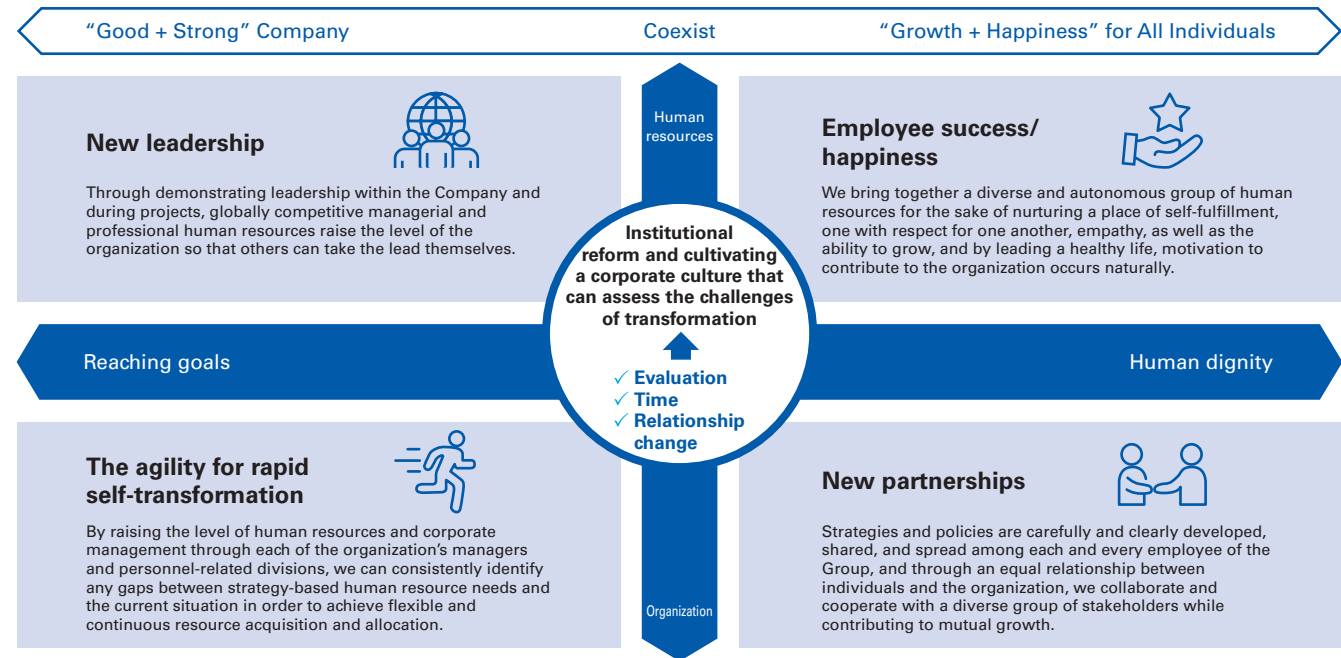 “Good + Strong” Company
Coexist
“Growth + Happiness” for All Individuals
Human
resources
New leadership
Through demonstrating leadership within the Company and
during projects, globally competitive managerial and
professional human resources raise the level of the
organization so that others can take the lead themselves.
Employee success/
happiness
We bring together a diverse and autonomous group of human
resources for the sake of nurturing a place of self-fulfillment,
one with respect for one another, empathy, as well as the
ability to grow, and by leading a healthy life, motivation to
contribute to the organization occurs naturally.
Institutional
reform and cultivating
a corporate culture that
can assess the challenges
of transformation
✓ Evaluation
✓ Time
✓ Relationship
change
Reaching goals
Human dignity
The agility for rapid
self-transformation
By raising the level of human resources and corporate
management through each of the organization’s managers
and personnel-related divisions, we can consistently identify
any gaps between strategy-based human resource needs and
the current situation in order to achieve flexible and
continuous resource acquisition and allocation.
New partnerships
Strategies and policies are carefully and clearly developed,
shared, and spread among each and every employee of the
Group, and through an equal relationship between
individuals and the organization, we collaborate and
cooperate with a diverse group of stakeholders while
contributing to mutual growth.
Organization